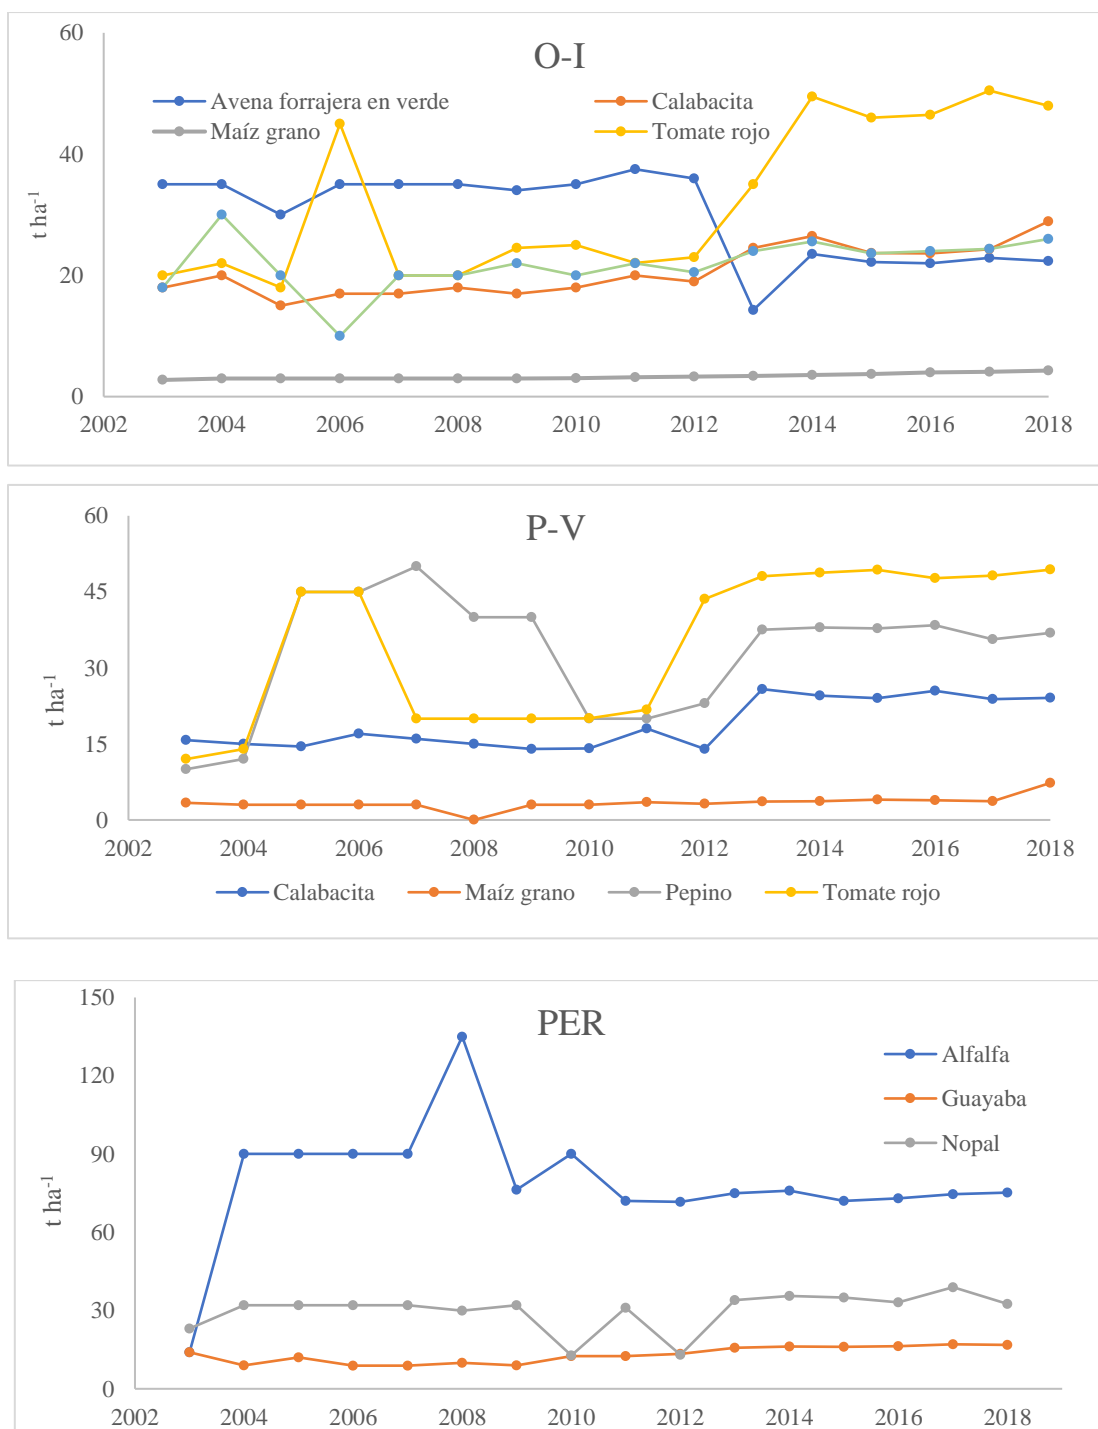 O-I
60
40
20
0
t ha⁻¹
Avena forrajera en verde
Calabacita
Maíz grano
Tomate rojo
2002 2004 2006 2008 2010 2012 2014 2016 2018
P-V
60
45
30
15
0
t ha⁻¹
2002 2004 2006 2008 2010 2012 2014 2016 2018
Calabacita Maíz grano Pepino Tomate rojo
PER
150
120
90
60
30
0
t ha⁻¹
Alfalfa
Guayaba
Nopal
2002 2004 2006 2008 2010 2012 2014 2016 2018